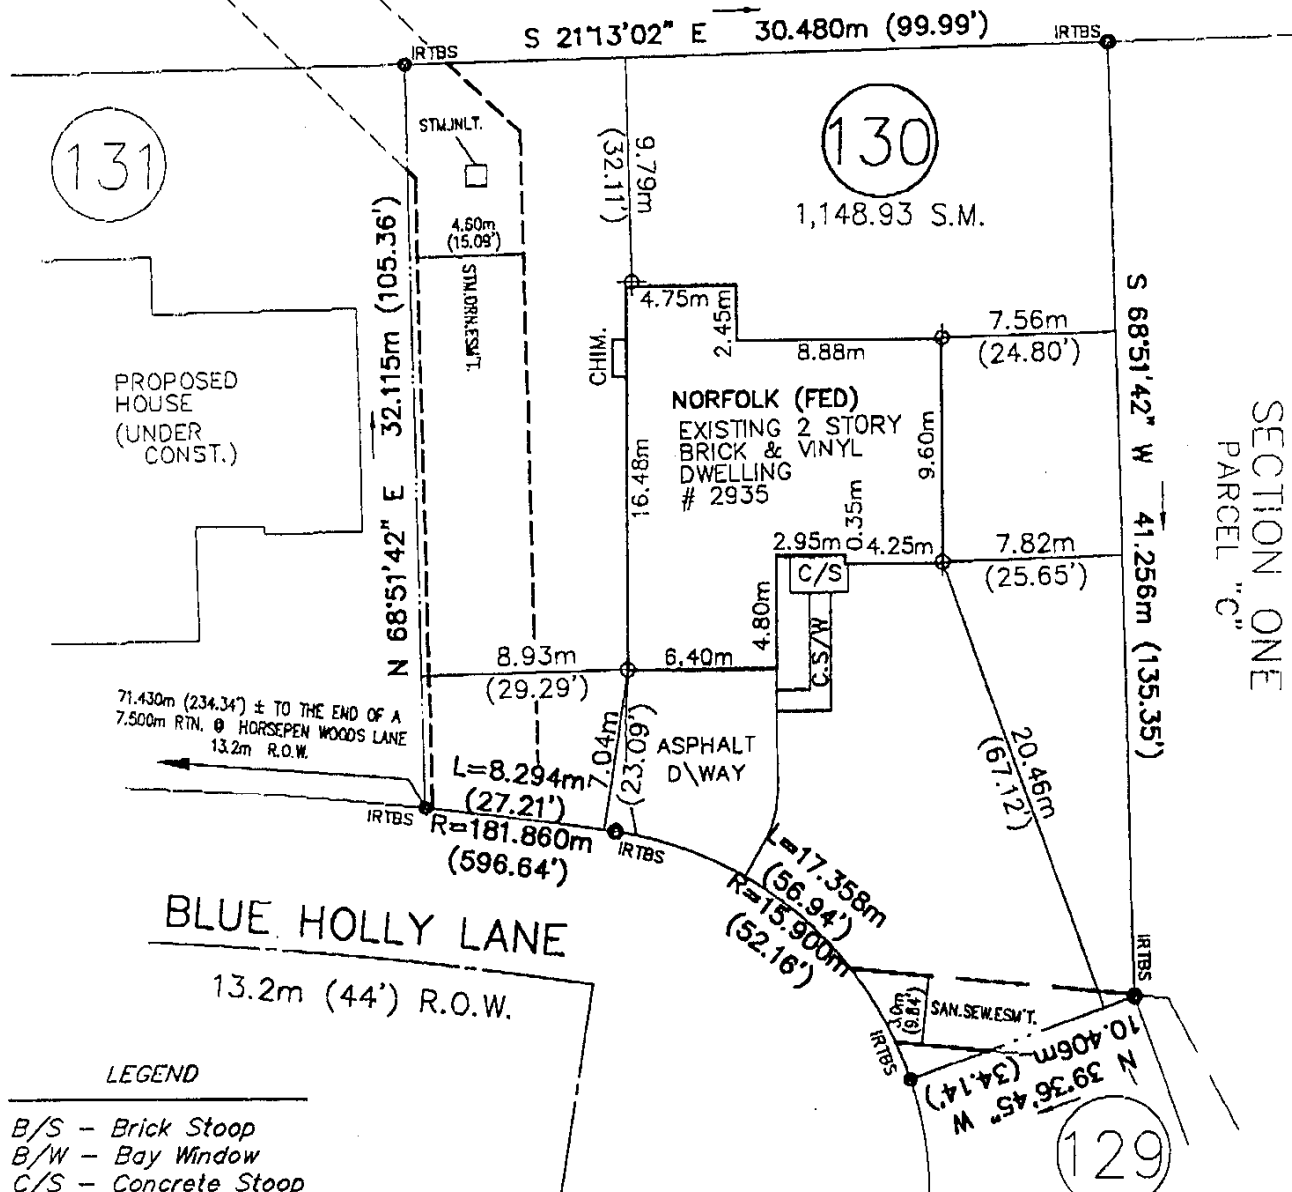 S 21°13'02" E 30.480m (99.99')
IRTBS
IRTBS
131
STM.INLT.
9.79m
(32.11')
130
1,148.93 S.M.
4.60m
(15.09')
STM.DRN.ESM'T.
N 68°51'42" E 32.115m (105.36')
4.75m
2.45m
8.88m
7.56m
(24.80')
S 68°51'42" W 41.256m (135.35')
SECTION ONE
PARCEL "C"
CHIM.
PROPOSED
HOUSE
(UNDER
CONST.)
NORFOLK (FED)
EXISTING 2 STORY
BRICK & VINYL
DWELLING
# 2935
16.48m
9.60m
0.35m
2.95m
4.25m
7.82m
(25.65')
C/S
4.80m
C.S/W
8.93m
(29.29')
6.40m
71.430m (234.34') ± TO THE END OF A
7.500m RTN. @ HORSEPEN WOODS LANE
13.2m R.O.W.
7.04m
(23.09')
ASPHALT
D\WAY
20.46m
(67.12')
L=8.294m
(27.21')
R=181.860m
(596.64')
IRTBS
IRTBS
L=17.358m
(56.94')
R=15.900m
(52.16')
BLUE HOLLY LANE
13.2m (44') R.O.W.
IRTBS
3.0m
(9.84')
SAN.SEW.ESM'T.
IRTBS
N 39°36'45" W
10.406m (34.14')
129
LEGEND
B/S - Brick Stoop
B/W - Bay Window
C/S - Concrete Stoop